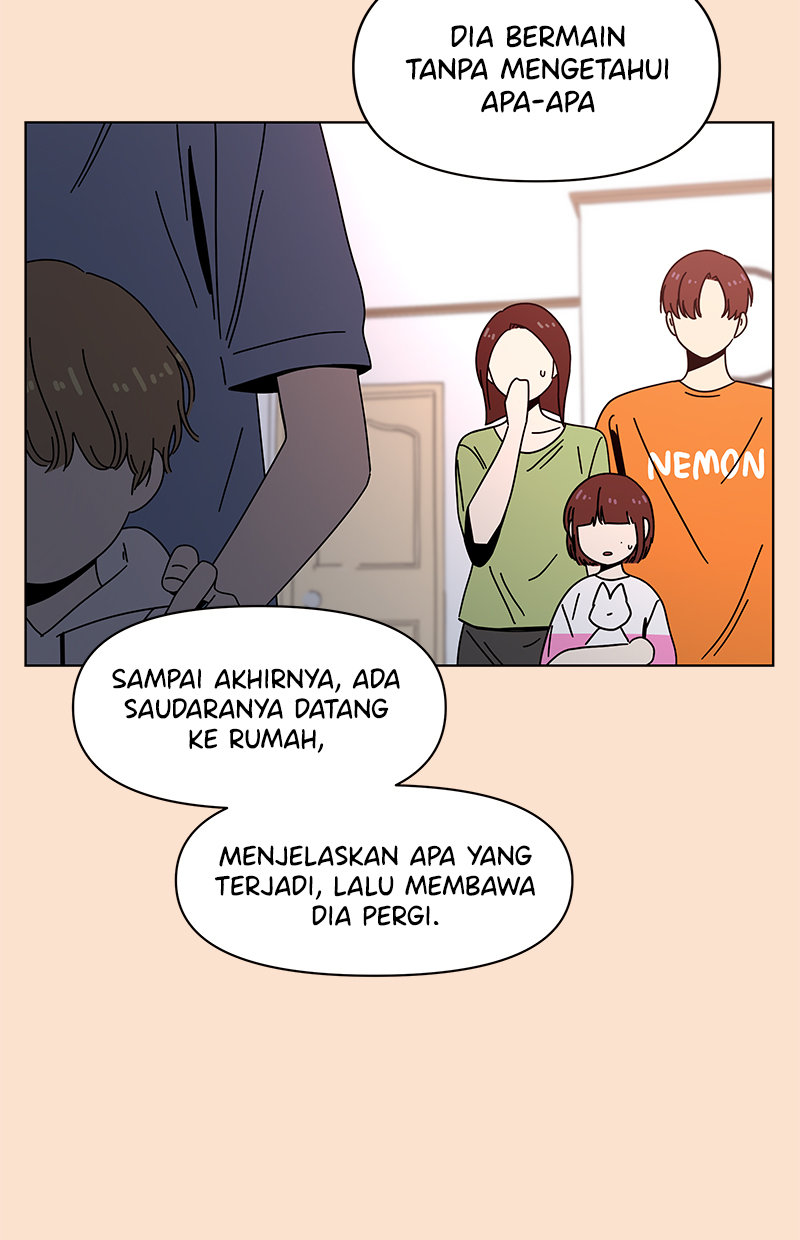 DIA BERMAIN
TANPA MENGETAHUI
APA-APA
NEMON
SAMPAI AKHIRNYA, ADA
SAUDARANYA DATANG
KE RUMAH,
MENJELASKAN APA YANG
TERJADI, LALU MEMBAWA
DIA PERGI.